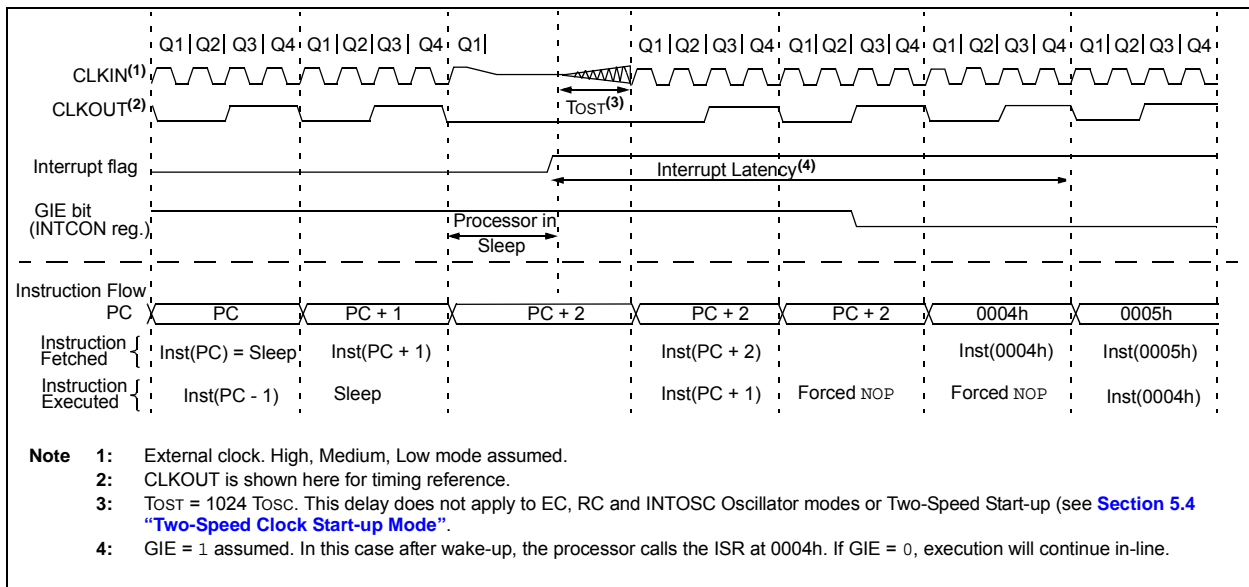 Q1 Q2 Q3 Q4 Q1 Q2 Q3 Q4 Q1 Q1 Q2 Q3 Q4 Q1 Q2 Q3 Q4 Q1 Q2 Q3 Q4 Q1 Q2 Q3 Q4
CLKIN(1)
CLKOUT(2)
TOST(3)
Interrupt flag
Interrupt Latency(4)
GIE bit
(INTCON reg.)
Processor in
Sleep
Instruction Flow
PC PC PC + 1 PC + 2 PC + 2 PC + 2 0004h 0005h
Instruction
Fetched
Inst(PC) = Sleep Inst(PC + 1) Inst(PC + 2) Inst(0004h) Inst(0005h)
Instruction
Executed
Inst(PC - 1) Sleep Inst(PC + 1) Forced NOP Forced NOP Inst(0004h)
Note 1: External clock. High, Medium, Low mode assumed.
2: CLKOUT is shown here for timing reference.
3: TOST = 1024 TOSC. This delay does not apply to EC, RC and INTOSC Oscillator modes or Two-Speed Start-up (see Section 5.4
“Two-Speed Clock Start-up Mode”.
4: GIE = 1 assumed. In this case after wake-up, the processor calls the ISR at 0004h. If GIE = 0, execution will continue in-line.